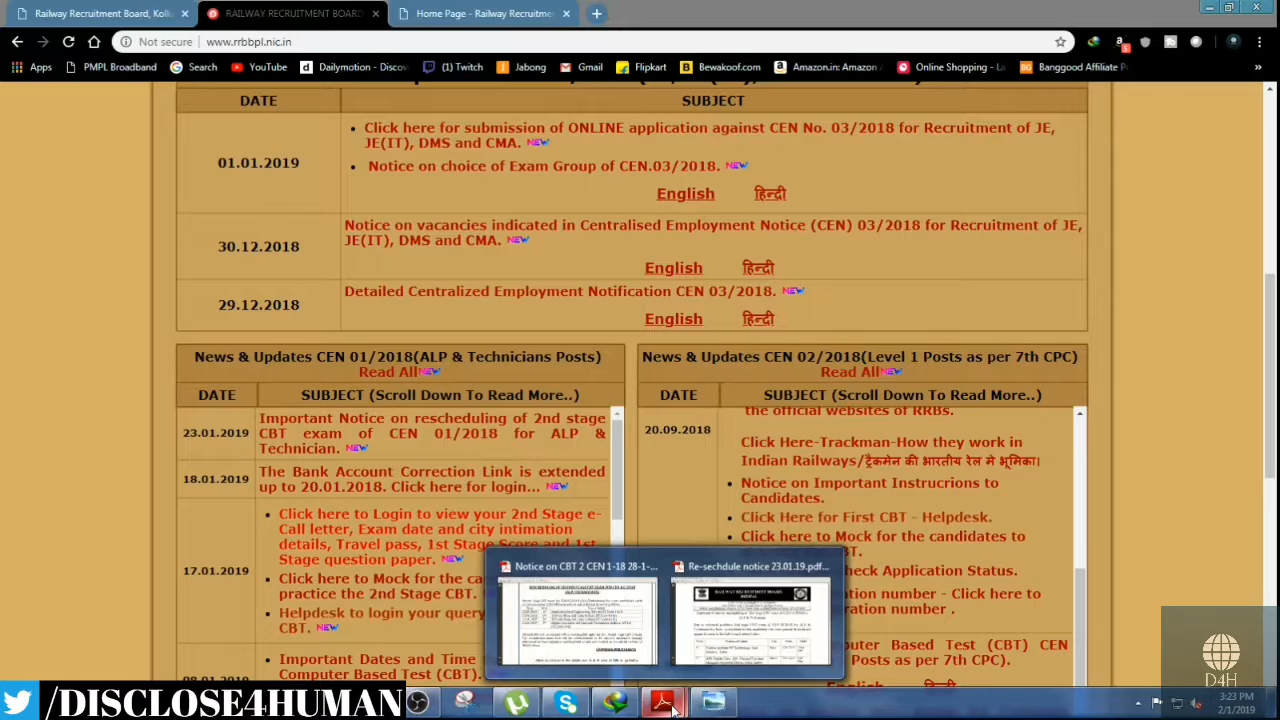 Railway Recruitment Board, Kolk
RAILWAY RECRUITMENT BOARD
Home Page - Railway Recruitmen
Not secure | www.rrbbpl.nic.in
Apps
PMPL Broadband
Search
YouTube
Dailymotion - Discov
(1) Twitch
Jabong
Gmail
Flipkart
Bewakoof.com
Amazon.in: Amazon
Online Shopping - La
Banggood Affiliate P
»
DATE
SUBJECT
01.01.2019
Click here for submission of ONLINE application against CEN No. 03/2018 for Recruitment of JE,
JE(IT), DMS and CMA. NEW
Notice on choice of Exam Group of CEN.03/2018. NEW
English हिन्दी
30.12.2018
Notice on vacancies indicated in Centralised Employment Notice (CEN) 03/2018 for Recruitment of JE,
JE(IT), DMS and CMA. NEW
English हिन्दी
29.12.2018
Detailed Centralized Employment Notification CEN 03/2018. NEW
English हिन्दी
News & Updates CEN 01/2018(ALP & Technicians Posts)
Read All NEW
DATE
SUBJECT (Scroll Down To Read More..)
23.01.2019
Important Notice on rescheduling of 2nd stage
CBT exam of CEN 01/2018 for ALP &
Technician. NEW
18.01.2019
The Bank Account Correction Link is extended
up to 20.01.2018. Click here for login... NEW
17.01.2019
Click here to Login to view your 2nd Stage e-
Call letter, Exam date and city intimation
details, Travel pass, 1st Stage Score and 1st
Stage question paper. NEW
Click here to Mock for the ca
practice the 2nd Stage CBT.
Helpdesk to login your quer
CBT. NEW
Important Dates and Time
Computer Based Test (CBT)
News & Updates CEN 02/2018(Level 1 Posts as per 7th CPC)
Read All NEW
DATE
SUBJECT (Scroll Down To Read More..)
20.09.2018
the official websites of RRBs.
Click Here-Trackman-How they work in
Indian Railways/ट्रैकमेन की भारतीय रेल मे भूमिका।
Notice on Important Instrucrions to
Candidates.
Click Here for First CBT - Helpdesk.
Click here to Mock for the candidates to
BT.
heck Application Status.
ation number - Click here to
ation number .
puter Based Test (CBT) CEN
Posts as per 7th CPC).
English
Notice on CBT 2 CEN 1-18 28-1-...
Re-sechdule notice 23.01.19.pdf...
/DISCLOSE4HUMAN
D4H
3:23 PM
2/1/2019